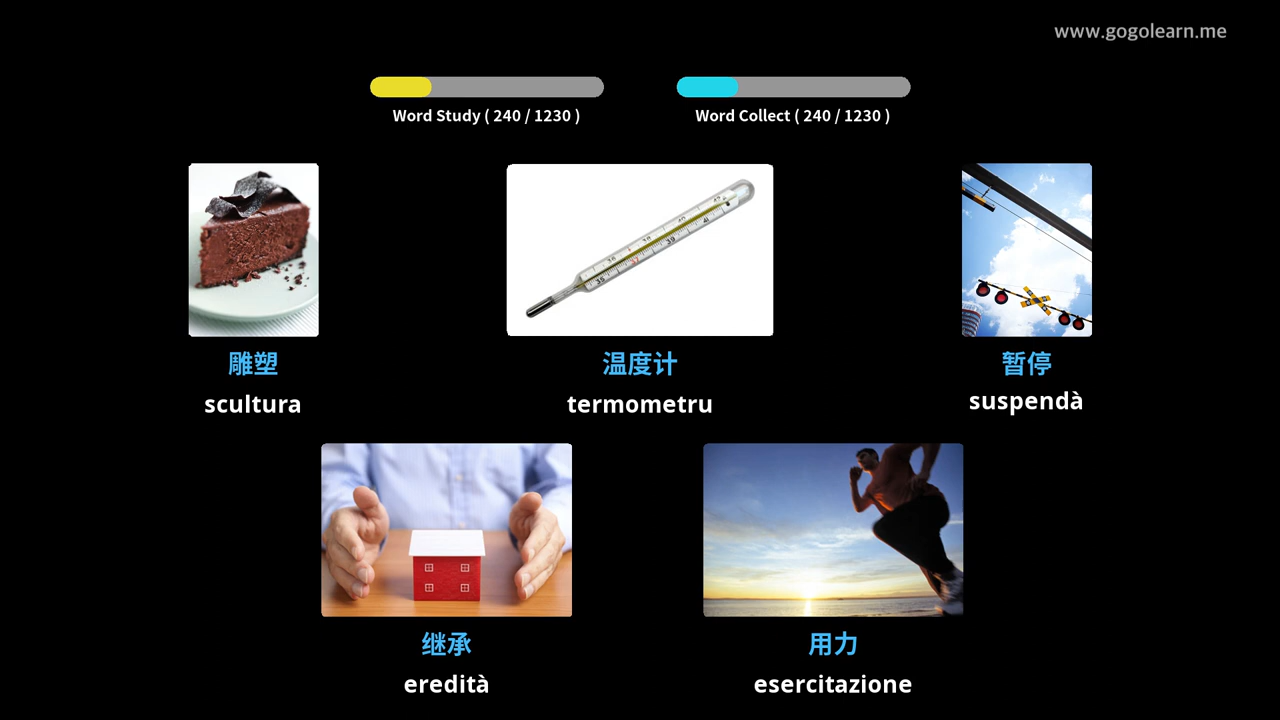 www.gogolearn.me
Word Study ( 240 / 1230 )
Word Collect ( 240 / 1230 )
雕塑
scultura
温度计
termometru
暂停
suspendà
继承
eredità
用力
esercitazione